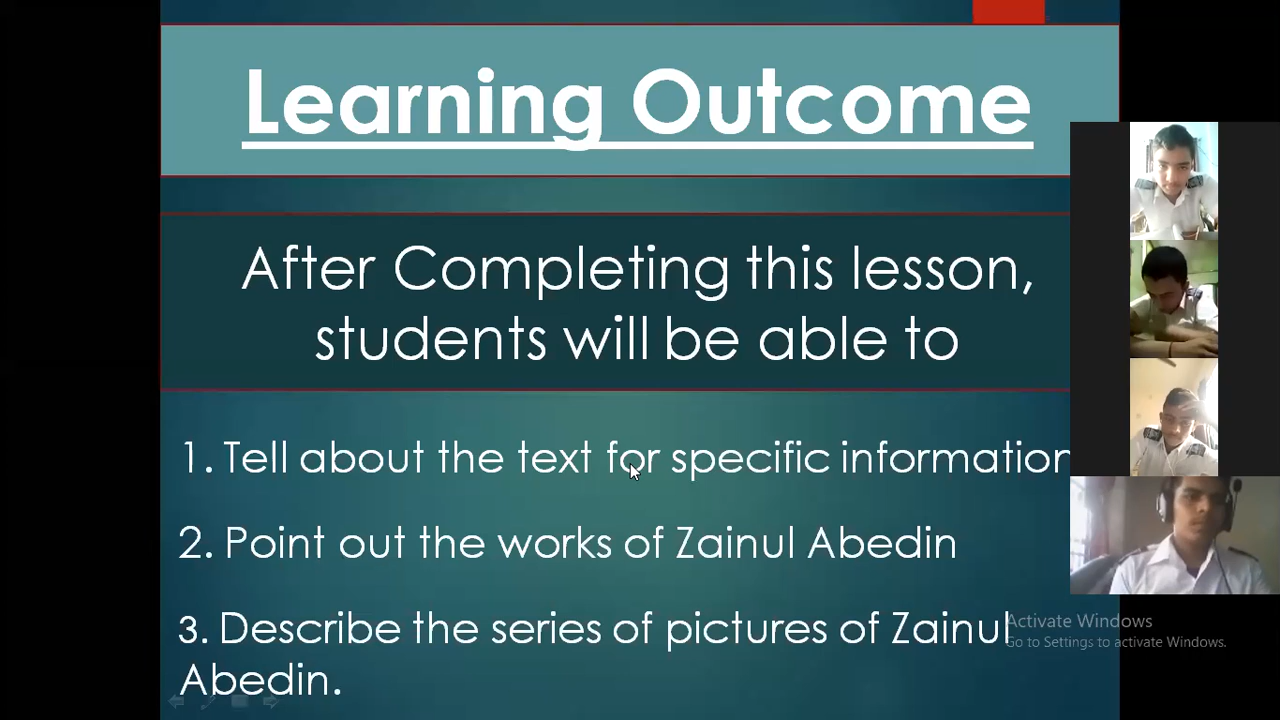 Learning Outcome
After Completing this lesson,
students will be able to
1. Tell about the text for specific information
2. Point out the works of Zainul Abedin
3. Describe the series of pictures of Zainul
Abedin.
Activate Windows
Go to Settings to activate Windows.